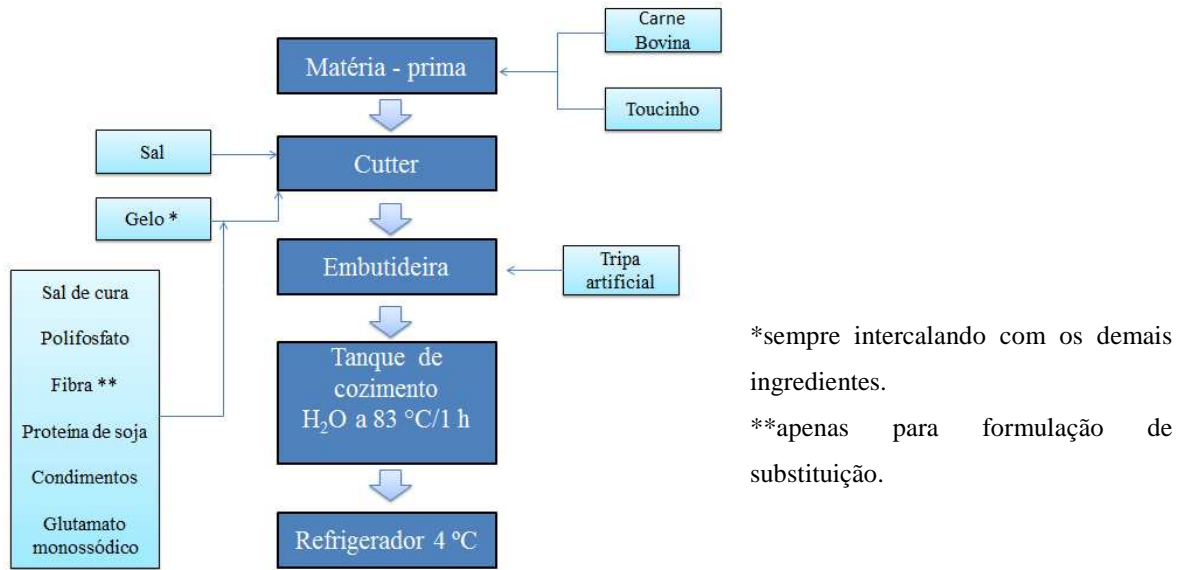 Carne
Bovina
Matéria - prima
Toucinho
Sal
Cutter
Gelo *
Embutideira
Tripa
artificial
Sal de cura
Polifosfato
Fibra **
Proteína de soja
Condimentos
Glutamato
monossódico
Tanque de
cozimento
H₂O a 83 °C/1 h
Refrigerador 4 ºC
*sempre intercalando com os demais
ingredientes.
**apenas para formulação de
substituição.